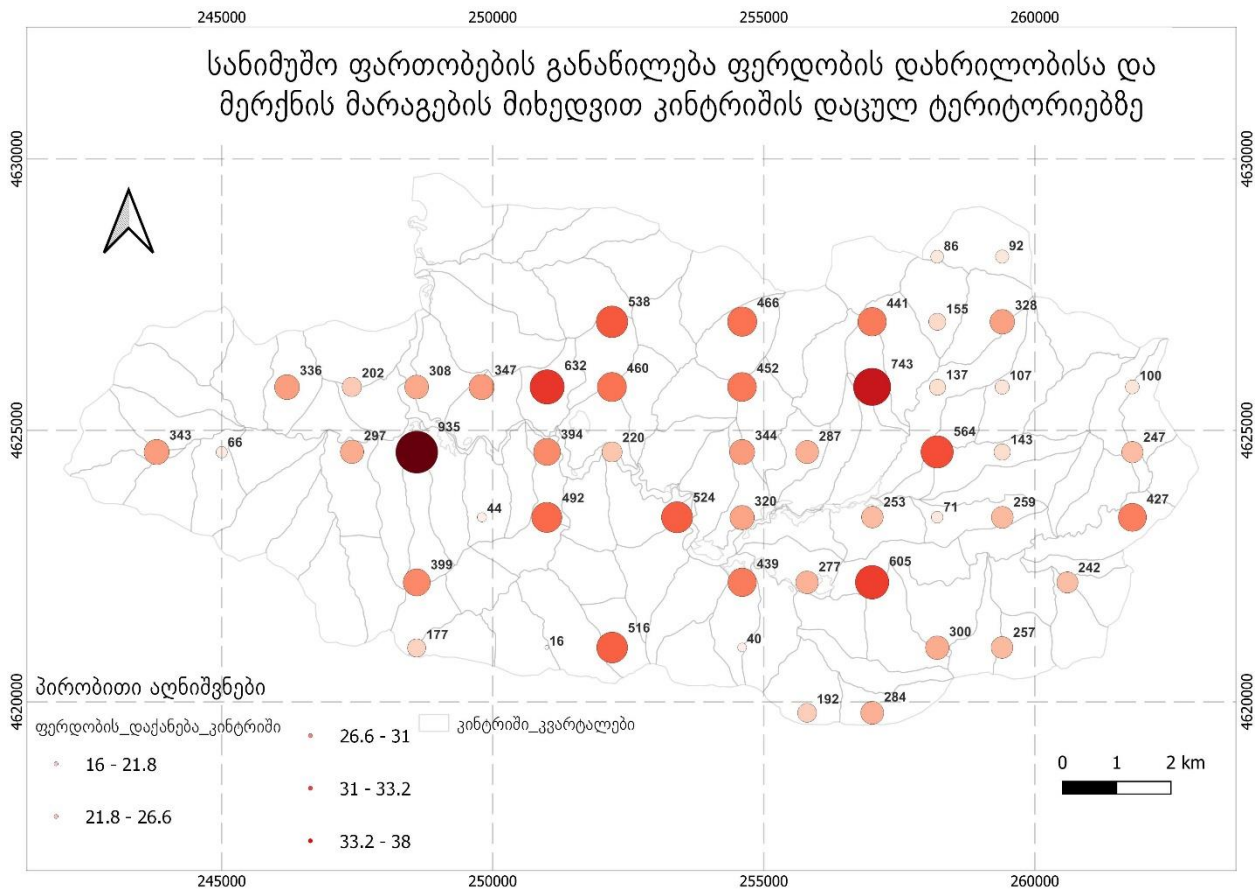 245000 250000 255000 260000
სანიმუშო ფართობების განაწილება ფერდობის დახრილობისა და
მერქნის მარაგების მიხედვით კინტრიშის დაცულ ტერიტორიებზე
4630000 4630000
86 92
538 466 441 155 328
336 202 308 347 632 460 452 743 137 107 100
4625000 4625000
343 66 297 935 394 220 344 287 564 143 247
44 492 524 320 253 71 259 427
399 439 277 605 242
177 16 516 40 300 257
192 284
4620000 4620000
პირობითი აღნიშვნები
ფერდობის_დაქანება_კინტრიში
16 - 21.8
21.8 - 26.6
26.6 - 31
31 - 33.2
33.2 - 38
კინტრიში_კვარტალები
0 1 2 km
245000 250000 255000 260000